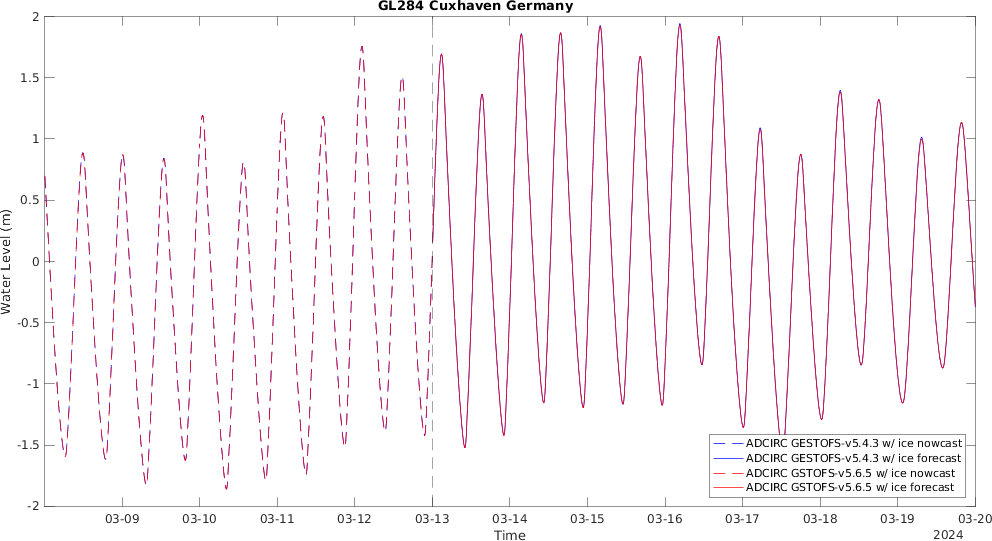 GL284 Cuxhaven Germany
2
1.5
1
0.5
0
-0.5
-1
-1.5
-2
Water Level (m)
03-09 03-10 03-11 03-12 03-13 03-14 03-15 03-16 03-17 03-18 03-19 03-20
Time
2024
ADCIRC GESTOFS-v5.4.3 w/ ice nowcast
ADCIRC GESTOFS-v5.4.3 w/ ice forecast
ADCIRC GSTOFS-v5.6.5 w/ ice nowcast
ADCIRC GSTOFS-v5.6.5 w/ ice forecast